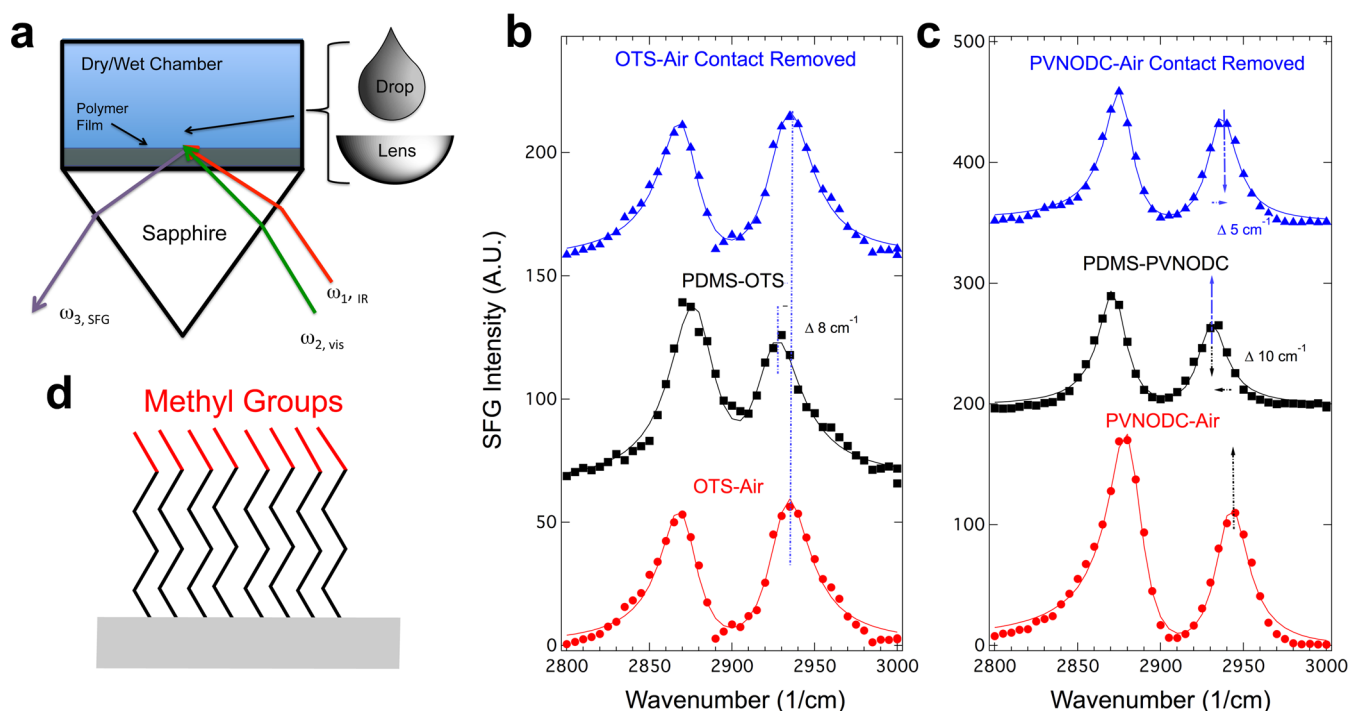 a
Dry/Wet Chamber
Polymer
Film
Drop
Lens
Sapphire
ω3, SFG
ω1, IR
ω2, vis
d
Methyl Groups
b
SFG Intensity (A.U.)
200
150
100
50
0
OTS-Air Contact Removed
PDMS-OTS
Δ 8 cm⁻¹
OTS-Air
2800
2850
2900
2950
3000
Wavenumber (1/cm)
c
500
400
300
200
100
0
PVNODC-Air Contact Removed
Δ 5 cm⁻¹
PDMS-PVNODC
Δ 10 cm⁻¹
PVNODC-Air
2800
2850
2900
2950
3000
Wavenumber (1/cm)